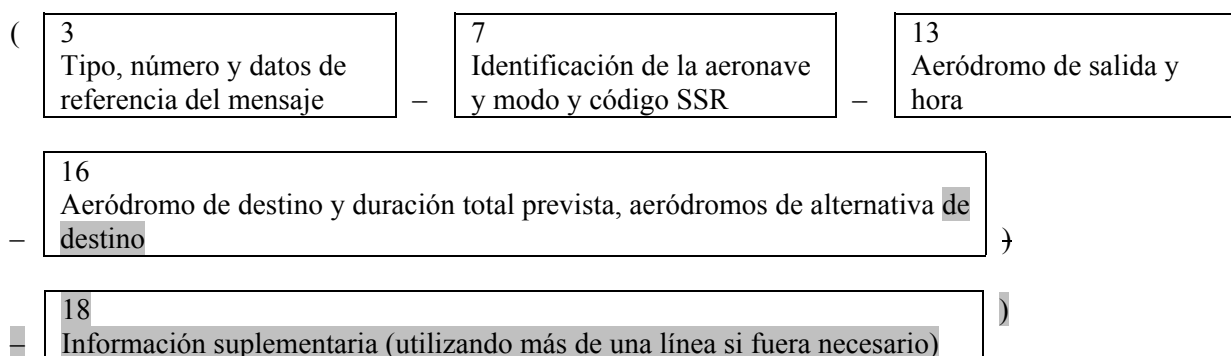 ( 3 7 13
Tipo, número y datos de Identificación de la aeronave Aeródromo de salida y
referencia del mensaje – y modo y código SSR – hora
16
Aeródromo de destino y duración total prevista, aeródromos de alternativa de
– destino )
18 )
– Información suplementaria (utilizando más de una línea si fuera necesario)